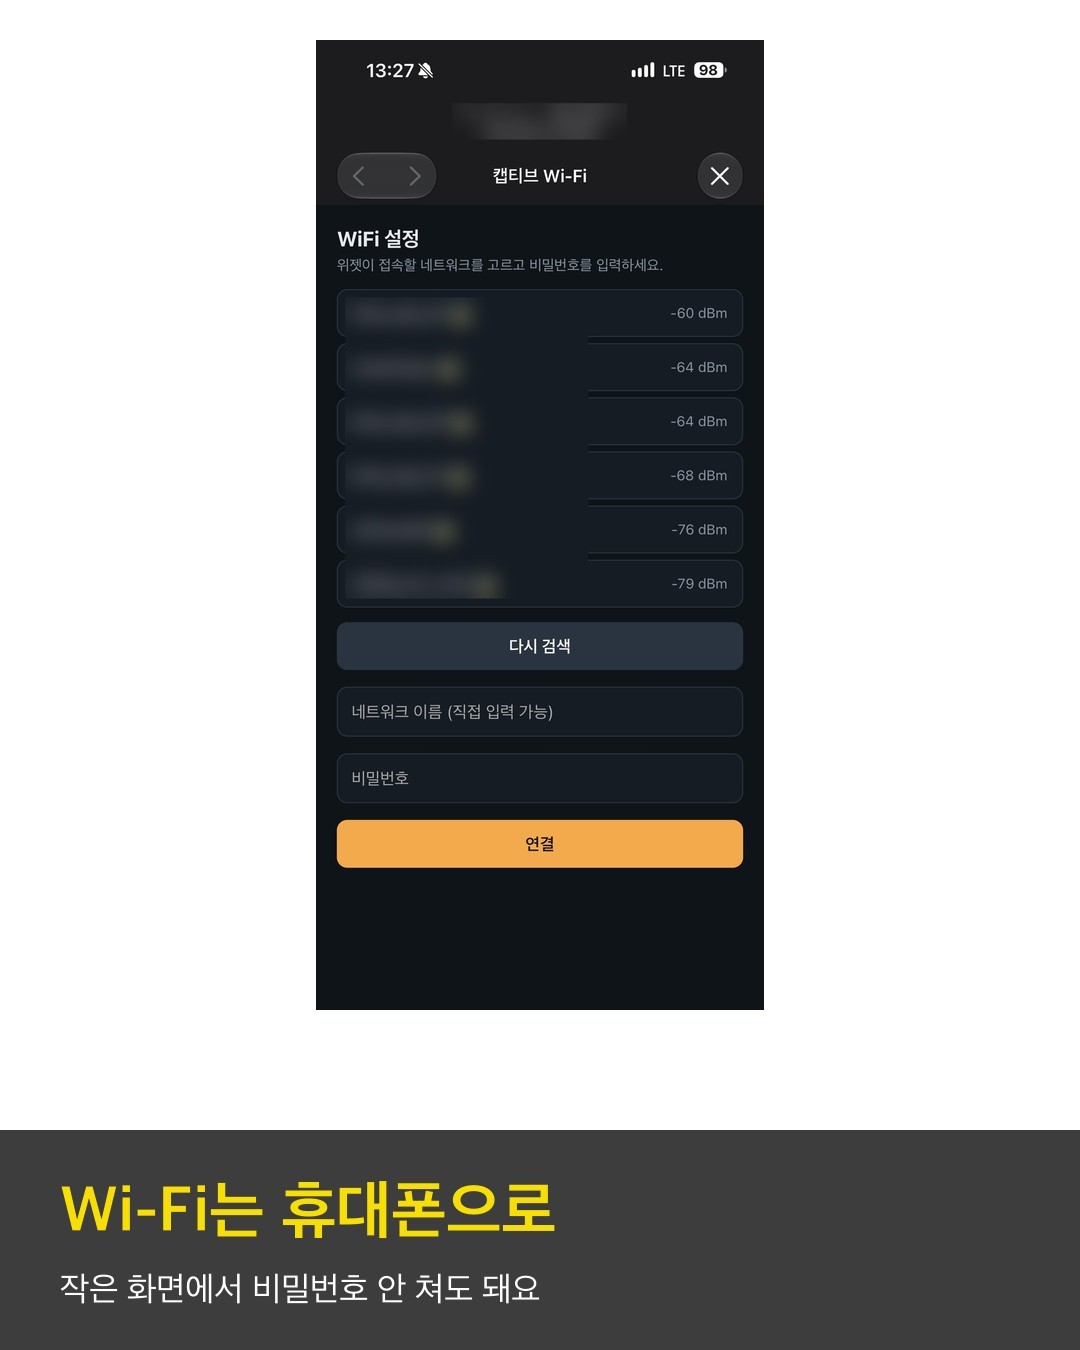 13:27
LTE 98
캡티브 Wi-Fi
WiFi 설정
위젯이 접속할 네트워크를 고르고 비밀번호를 입력하세요.
-60 dBm
-64 dBm
-64 dBm
-68 dBm
-76 dBm
-79 dBm
다시 검색
네트워크 이름 (직접 입력 가능)
비밀번호
연결
Wi-Fi는 휴대폰으로
작은 화면에서 비밀번호 안 쳐도 돼요